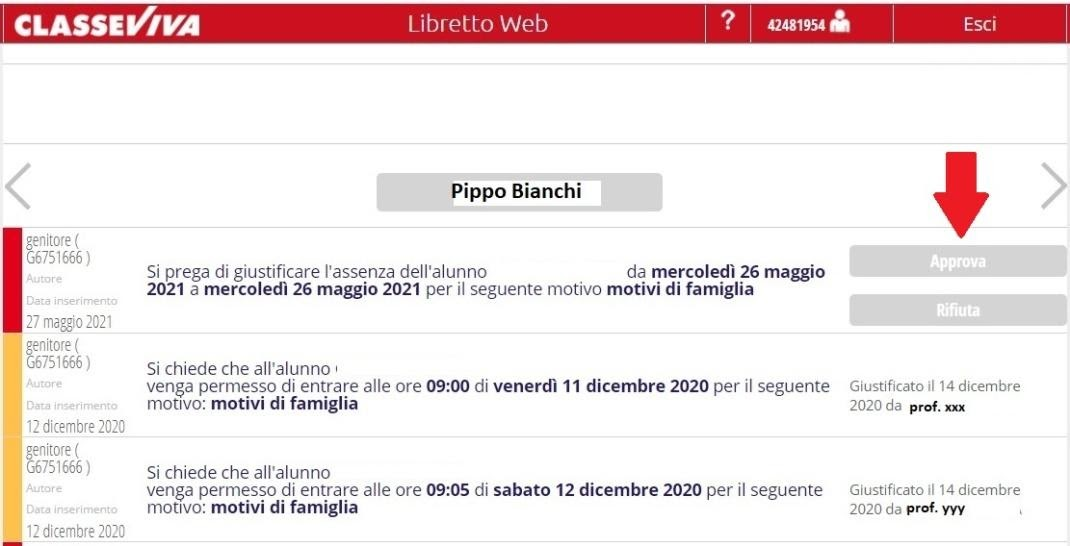 CLASSEVIVA Libretto Web ? 42481954 Esci
Pippo Bianchi
genitore (
G6751666 )
Autore
Data inserimento
27 maggio 2021
Si prega di giustificare l'assenza dell'alunno da mercoledì 26 maggio
2021 a mercoledì 26 maggio 2021 per il seguente motivo motivi di famiglia
Approva
Rifiuta
genitore (
G6751666 )
Autore
Data inserimento
12 dicembre 2020
Si chiede che all'alunno
venga permesso di entrare alle ore 09:00 di venerdì 11 dicembre 2020 per il seguente
motivo: motivi di famiglia
Giustificato il 14 dicembre
2020 da prof. xxx
genitore (
G6751666 )
Autore
Data inserimento
12 dicembre 2020
Si chiede che all'alunno
venga permesso di entrare alle ore 09:05 di sabato 12 dicembre 2020 per il seguente
motivo: motivi di famiglia
Giustificato il 14 dicembre
2020 da prof. yyy